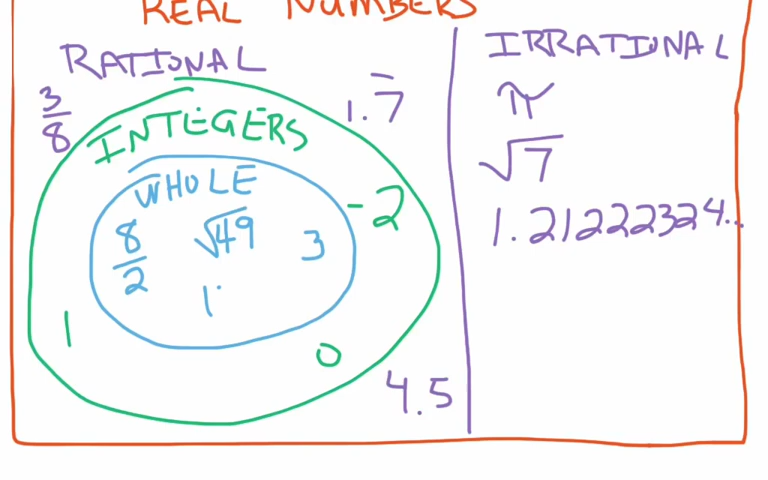 REAL NUMBERS
RATIONAL
IRRATIONAL
3/8
1.7̅
π
INTEGERS
√7
WHOLE
-2
1.21222324...
8/2
√49
3
1
1
0
4.5